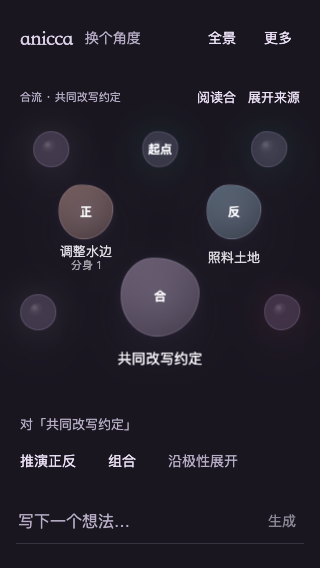 anicca 换个角度 全景 更多
合流 · 共同改写约定 阅读合 展开来源
起点
正 反
调整水边 照料土地
分身 1
合
共同改写约定
对「共同改写约定」
推演正反 组合 沿极性展开
写下一个想法... 生成